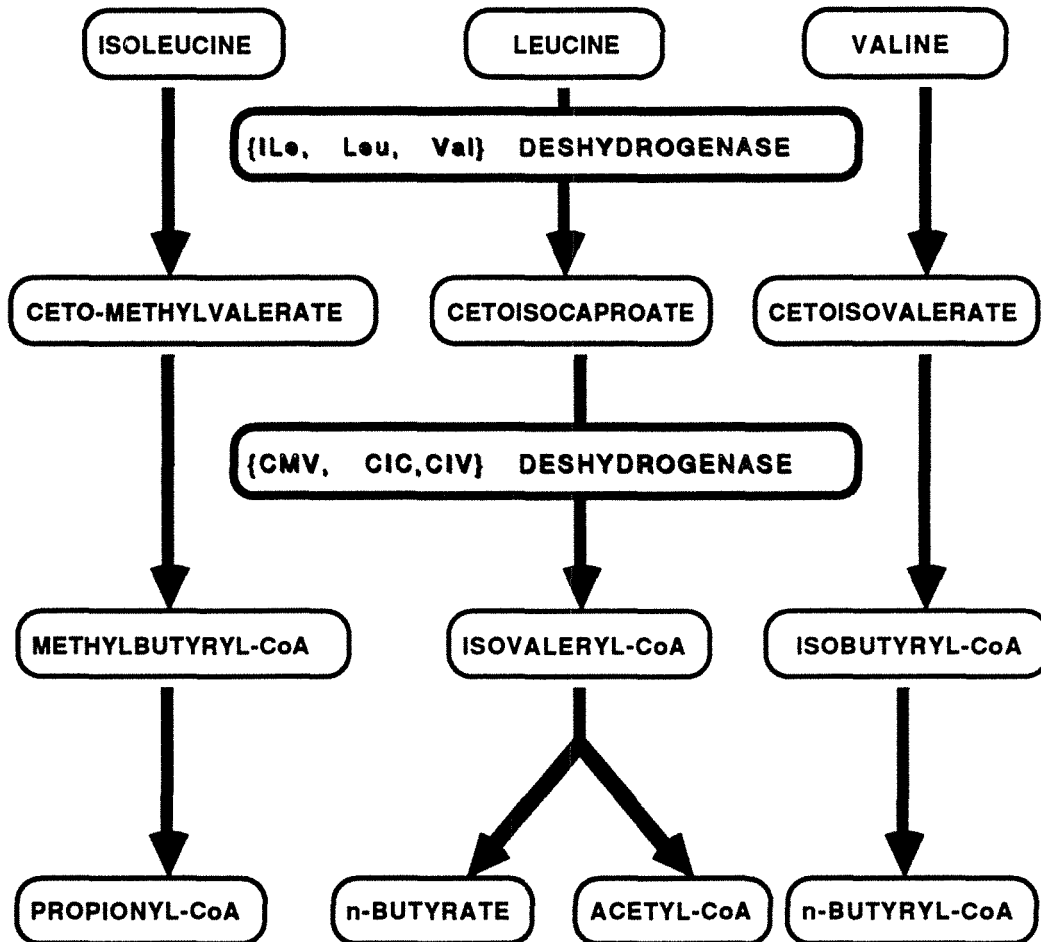 ISOLEUCINE
LEUCINE
VALINE
{ILe, Leu, Val} DESHYDROGENASE
CETO-METHYLVALERATE
CETOISOCAPROATE
CETOISOVALERATE
{CMV, CIC,CIV} DESHYDROGENASE
METHYLBUTYRYL-CoA
ISOVALERYL-CoA
ISOBUTYRYL-CoA
PROPIONYL-CoA
n-BUTYRATE
ACETYL-CoA
n-BUTYRYL-CoA